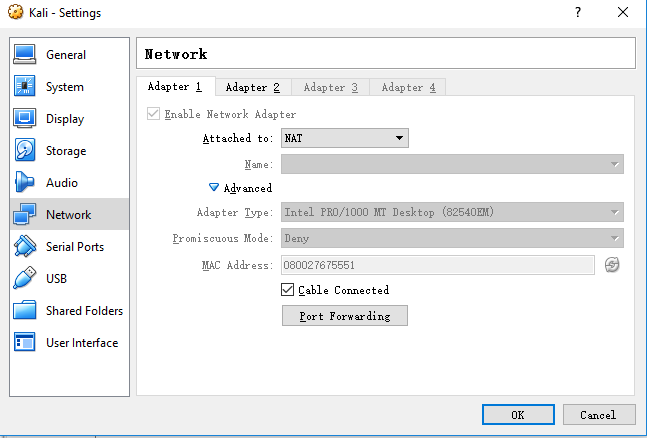 Kali - Settings
?
General
System
Display
Storage
Audio
Network
Serial Ports
USB
Shared Folders
User Interface
Network
Adapter 1 Adapter 2 Adapter 3 Adapter 4
Enable Network Adapter
Attached to: NAT
Name:
Advanced
Adapter Type: Intel PRO/1000 MT Desktop (82540EM)
Promiscuous Mode: Deny
MAC Address: 080027675551
Cable Connected
Port Forwarding
OK Cancel